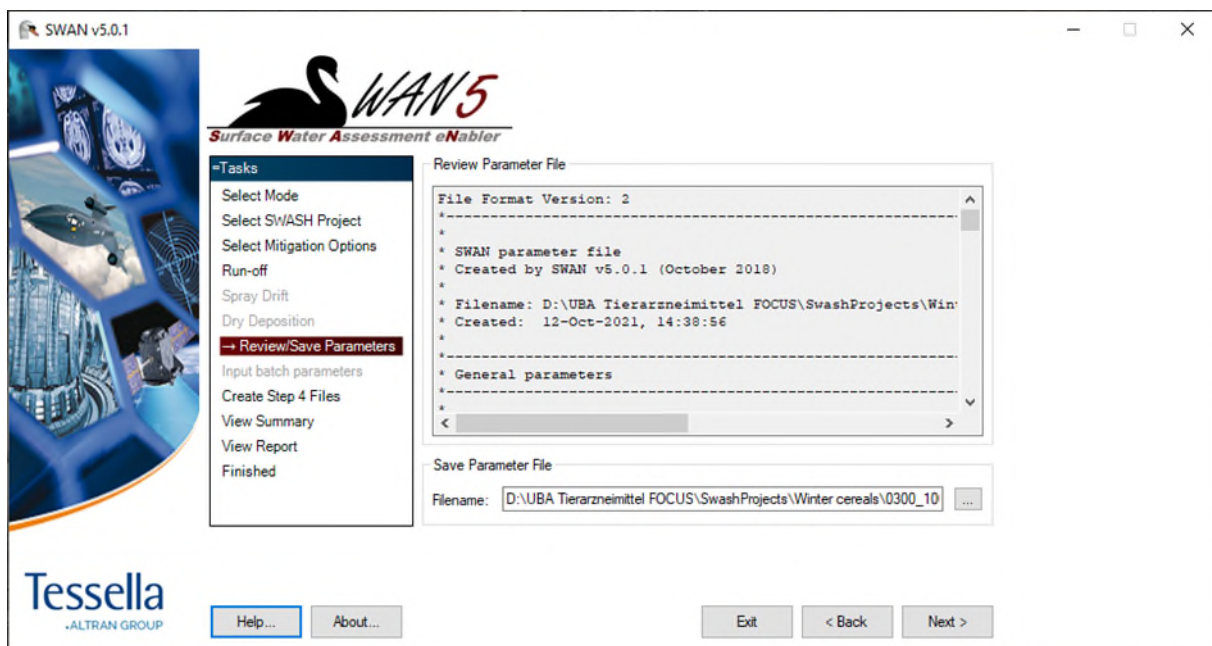 SWAN v5.0.1
SWAN5
Surface Water Assessment eNabler
Tasks
Select Mode
Select SWASH Project
Select Mitigation Options
Run-off
Spray Drift
Dry Deposition
→ Review/Save Parameters
Input batch parameters
Create Step 4 Files
View Summary
View Report
Finished
Review Parameter File
File Format Version: 2
*------------------------------------------------------------
*
* SWAN parameter file
* Created by SWAN v5.0.1 (October 2018)
*
* Filename: D:\UBA Tierarzneimittel FOCUS\SwashProjects\Win
* Created:  12-Oct-2021, 14:38:56
*
*------------------------------------------------------------
* General parameters
*------------------------------------------------------------
*
Save Parameter File
Filename: D:\UBA Tierarzneimittel FOCUS\SwashProjects\Winter cereals\0300_10 ...
Tessella
ALTRAN GROUP
Help... About... Exit < Back Next >